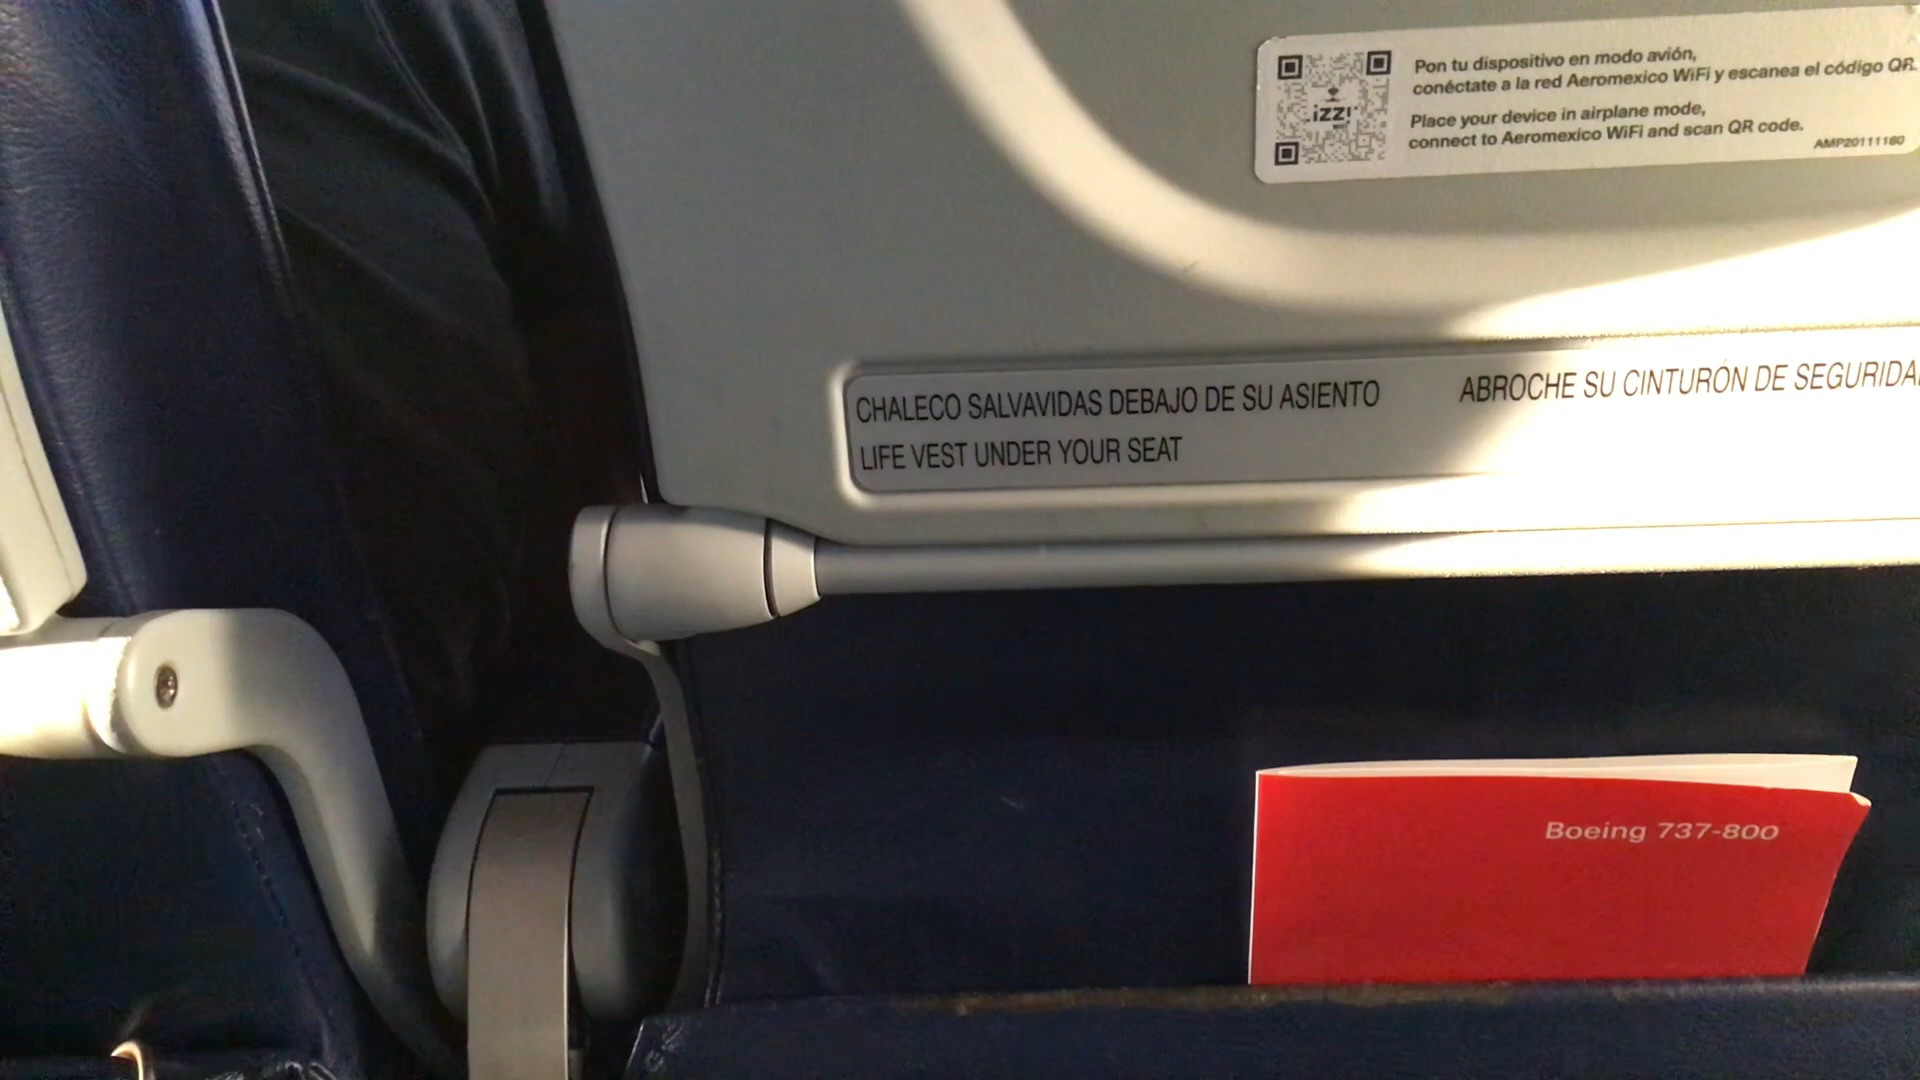 Pon tu dispositivo en modo avión,
conéctate a la red Aeromexico WiFi y escanea el código QR.
izzi
Place your device in airplane mode,
connect to Aeromexico WiFi and scan QR code.
AMP20111160
CHALECO SALVAVIDAS DEBAJO DE SU ASIENTO
ABROCHE SU CINTURÓN DE
LIFE VEST UNDER YOUR SEAT
Boeing 737-800